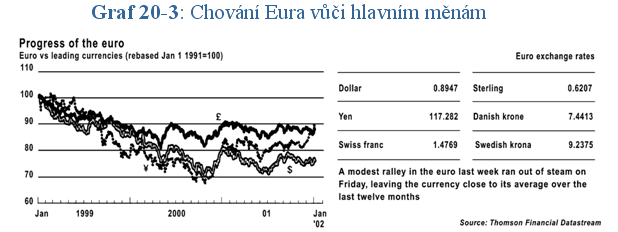 Graf 20-3: Chování Eura vůči hlavním měnám
Progress of the euro
Euro vs leading currencies (rebased Jan 1 1991=100)
110
100
90
80
70
60
£
¥
$
Jan 1999 2000 01 Jan
'02
Euro exchange rates
Dollar 0.8947 Sterling 0.6207
Yen 117.282 Danish krone 7.4413
Swiss franc 1.4769 Swedish krona 9.2375
A modest ralley in the euro last week ran out of steam on
Friday, leaving the currency close to its average over the
last twelve months
Source: Thomson Financial Datastream